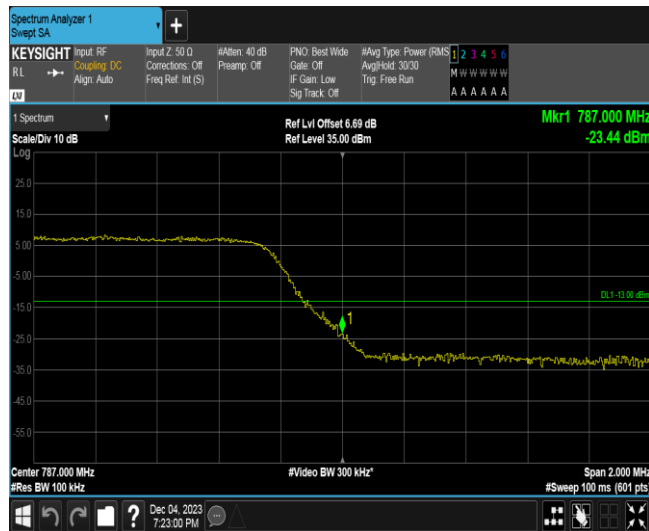 Spectrum Analyzer 1
Swept SA
KEYSIGHT
RL
LXI
Input: RF
Coupling: DC
Align: Auto
Input Z: 50 Ω
Corrections: Off
Freq Ref: Int (S)
#Atten: 40 dB
Preamp: Off
PNO: Best Wide
Gate: Off
IF Gain: Low
Sig Track: Off
#Avg Type: Power (RMS
Avg|Hold: 30/30
Trig: Free Run
1 2 3 4 5 6
M W W W W W
A A A A A A
1 Spectrum
Scale/Div 10 dB
Ref Lvl Offset 6.69 dB
Ref Level 35.00 dBm
Mkr1 787.000 MHz
-23.44 dBm
Log
25.0
15.0
5.00
-5.00
DL1 -13.00 dBm
-15.0
1
-25.0
-35.0
-45.0
-55.0
Center 787.000 MHz
#Video BW 300 kHz*
Span 2.000 MHz
#Res BW 100 kHz
#Sweep 100 ms (601 pts)
?
Dec 04, 2023
7:23:00 PM